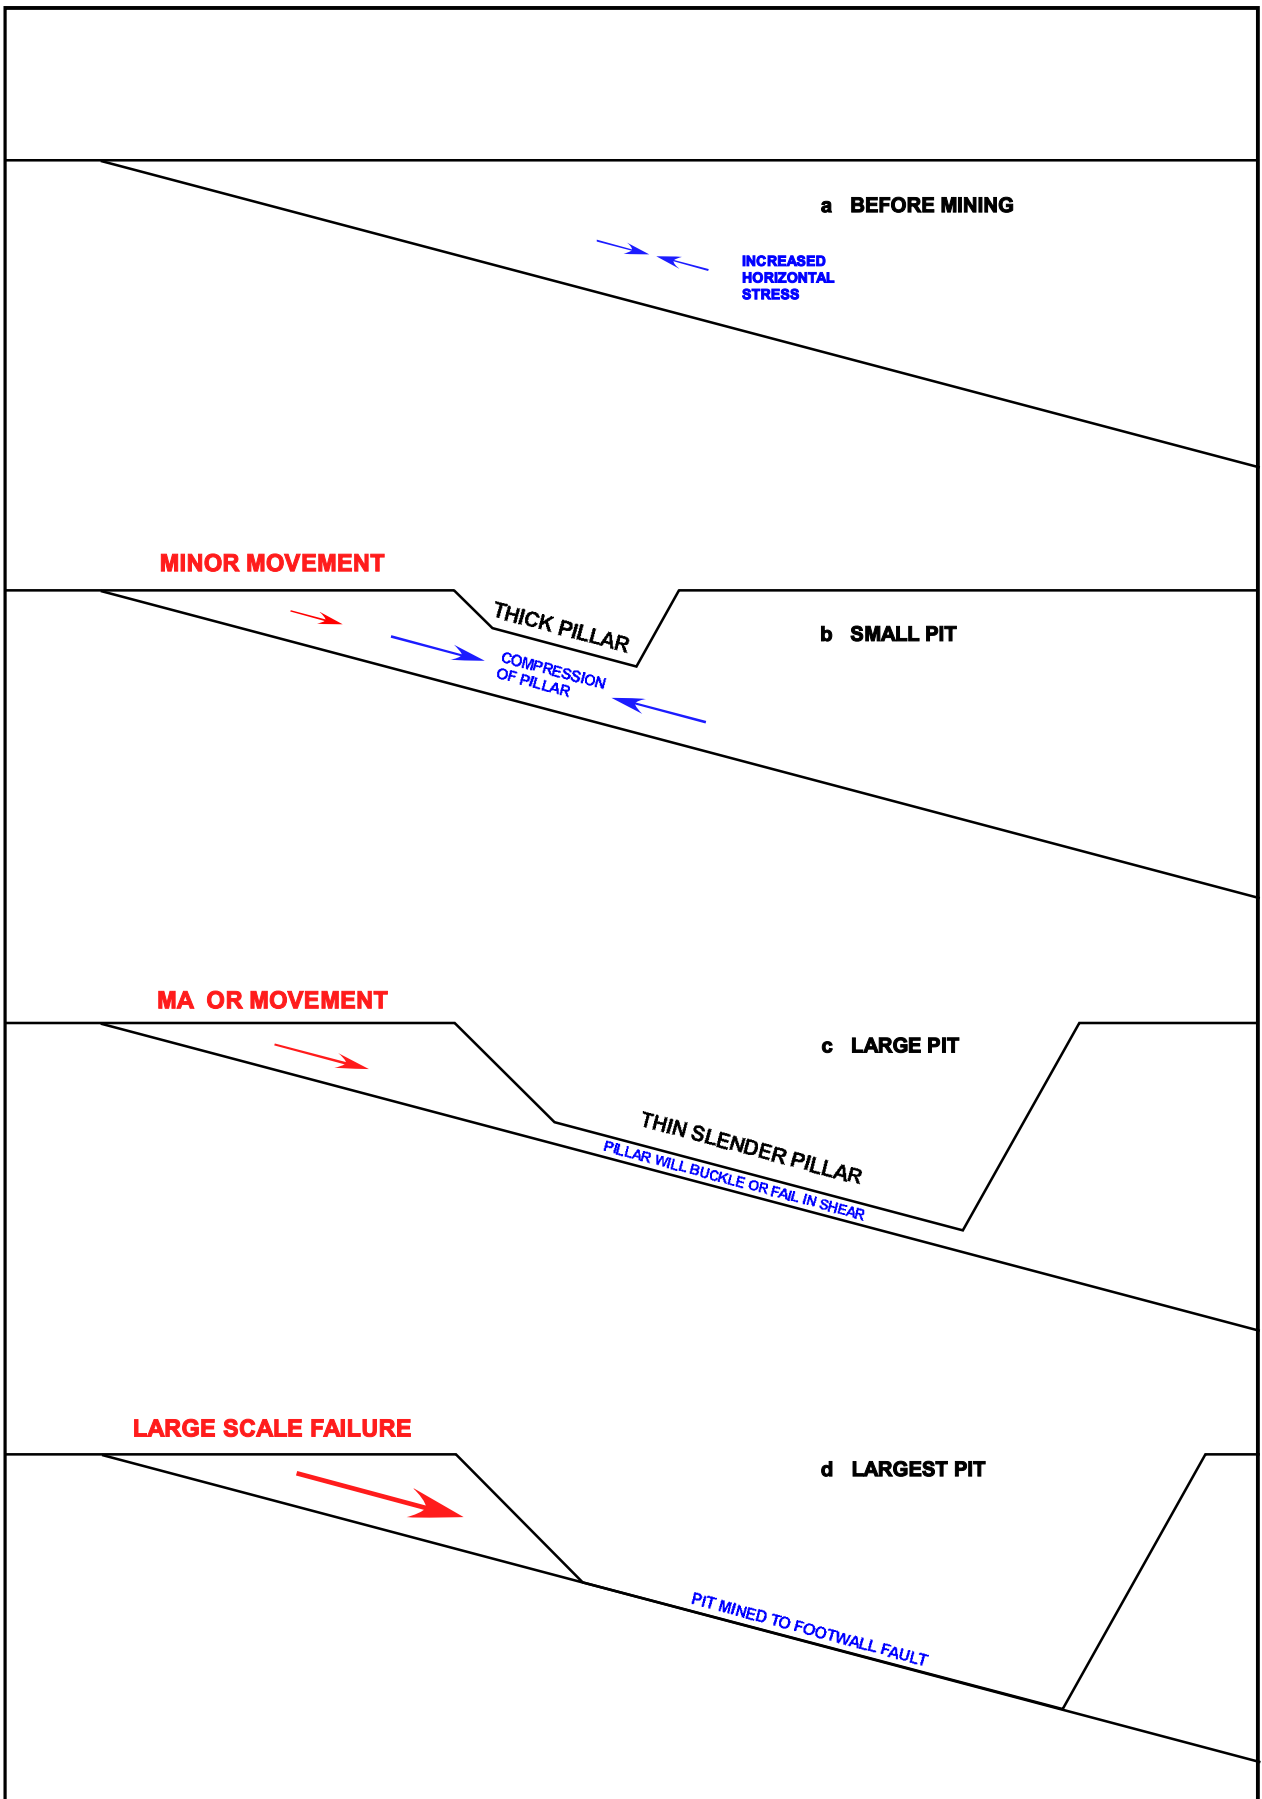 a BEFORE MINING
INCREASED
HORIZONTAL
STRESS
MINOR MOVEMENT
THICK PILLAR
b SMALL PIT
COMPRESSION
OF PILLAR
MA OR MOVEMENT
c LARGE PIT
THIN SLENDER PILLAR
PILLAR WILL BUCKLE OR FAIL IN SHEAR
LARGE SCALE FAILURE
d LARGEST PIT
PIT MINED TO FOOTWALL FAULT